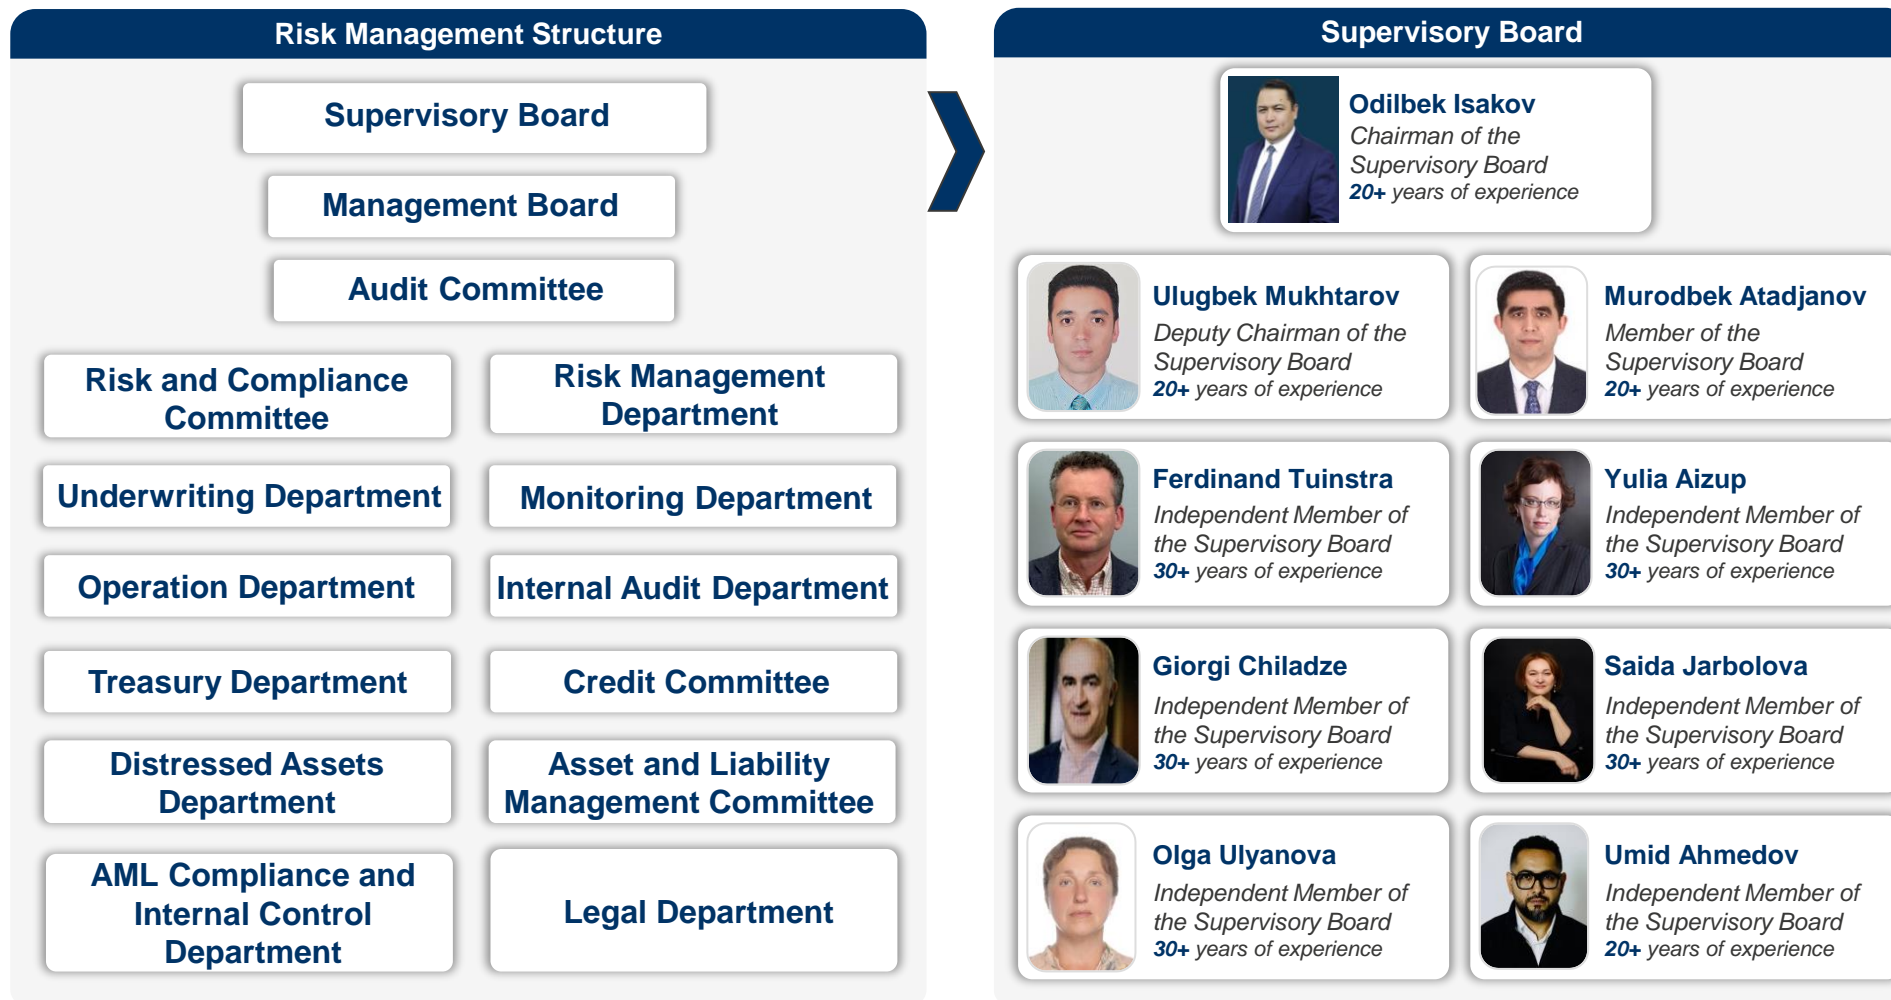 Risk Management Structure
Supervisory Board
Management Board
Audit Committee
Risk and Compliance
Committee
Risk Management
Department
Underwriting Department
Monitoring Department
Operation Department
Internal Audit Department
Treasury Department
Credit Committee
Distressed Assets
Department
Asset and Liability
Management Committee
AML Compliance and
Internal Control
Department
Legal Department
Supervisory Board
Odilbek Isakov
Chairman of the
Supervisory Board
20+ years of experience
Ulugbek Mukhtarov
Deputy Chairman of the
Supervisory Board
20+ years of experience
Murodbek Atadjanov
Member of the
Supervisory Board
20+ years of experience
Ferdinand Tuinstra
Independent Member of
the Supervisory Board
30+ years of experience
Yulia Aizup
Independent Member of
the Supervisory Board
30+ years of experience
Giorgi Chiladze
Independent Member of
the Supervisory Board
30+ years of experience
Saida Jarbolova
Independent Member of
the Supervisory Board
30+ years of experience
Olga Ulyanova
Independent Member of
the Supervisory Board
30+ years of experience
Umid Ahmedov
Independent Member of
the Supervisory Board
20+ years of experience